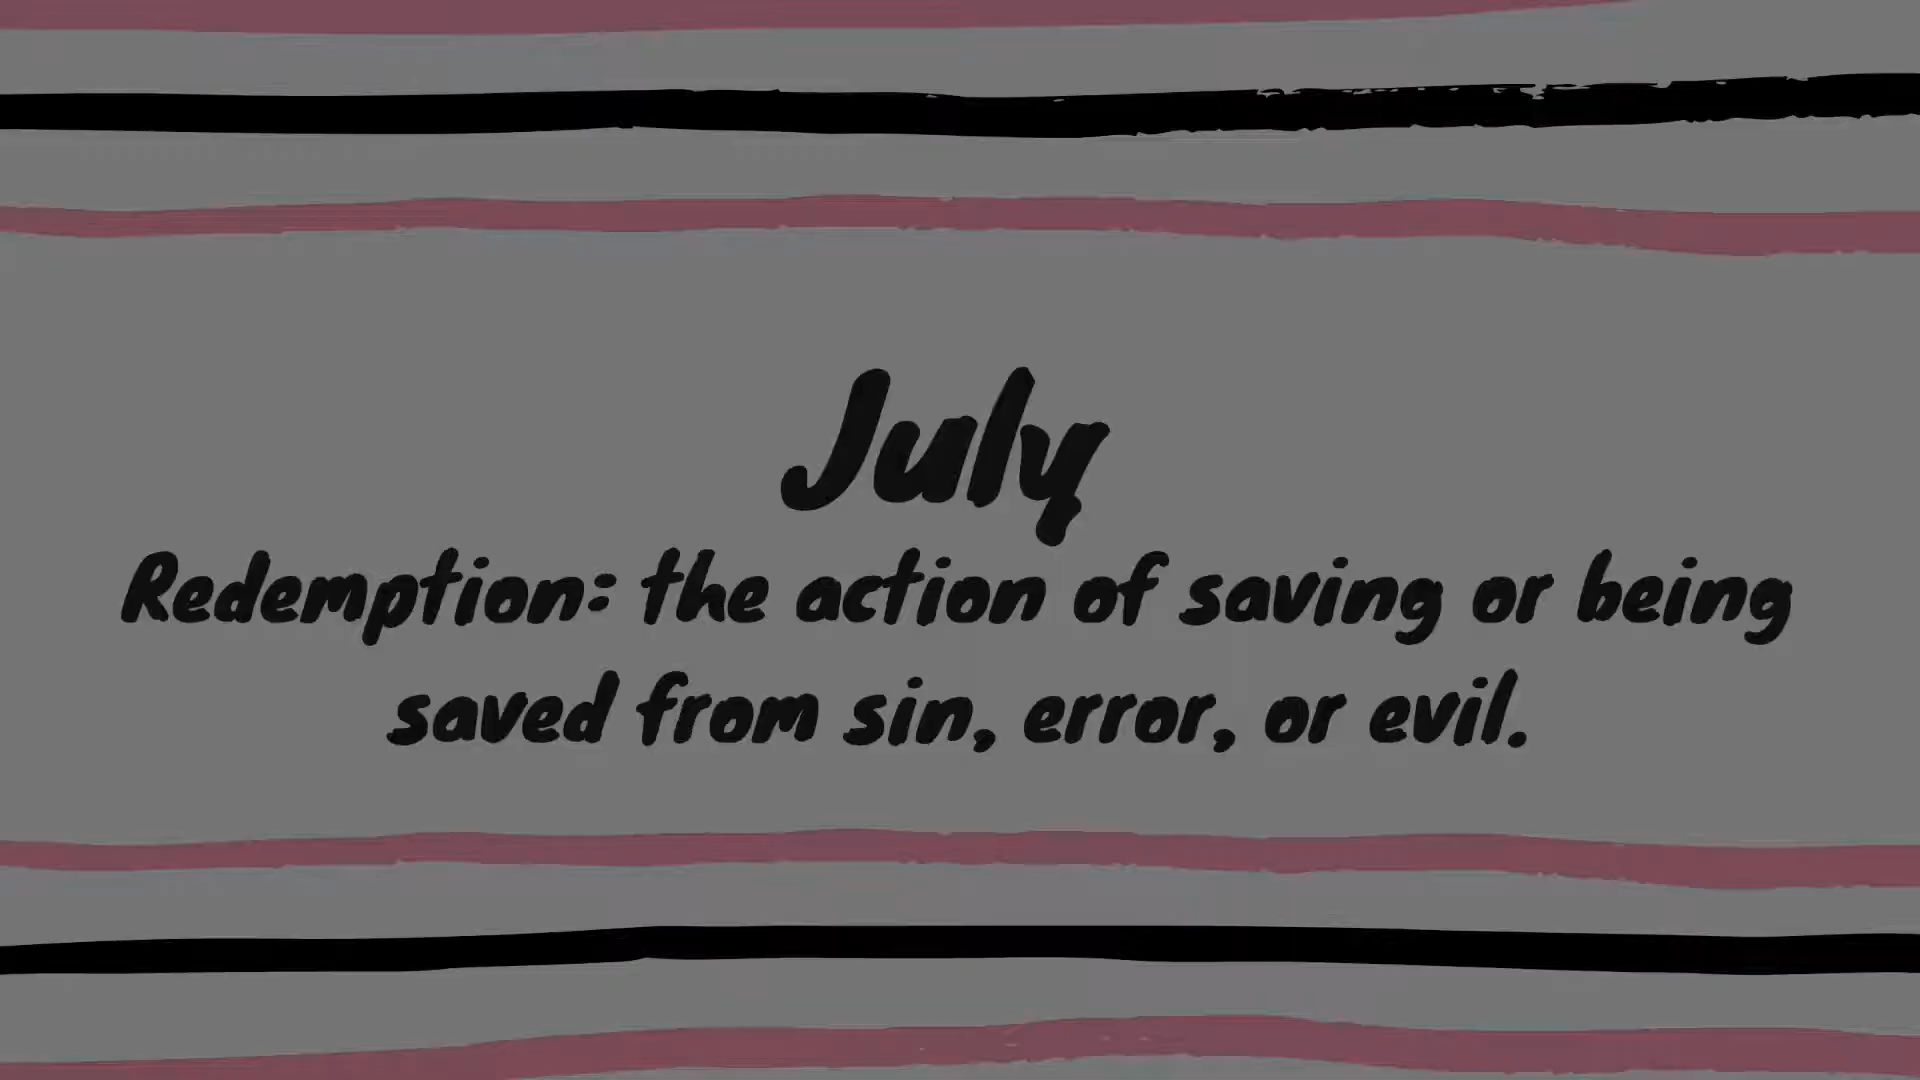 July
Redemption: the action of saving or being
saved from sin, error, or evil.